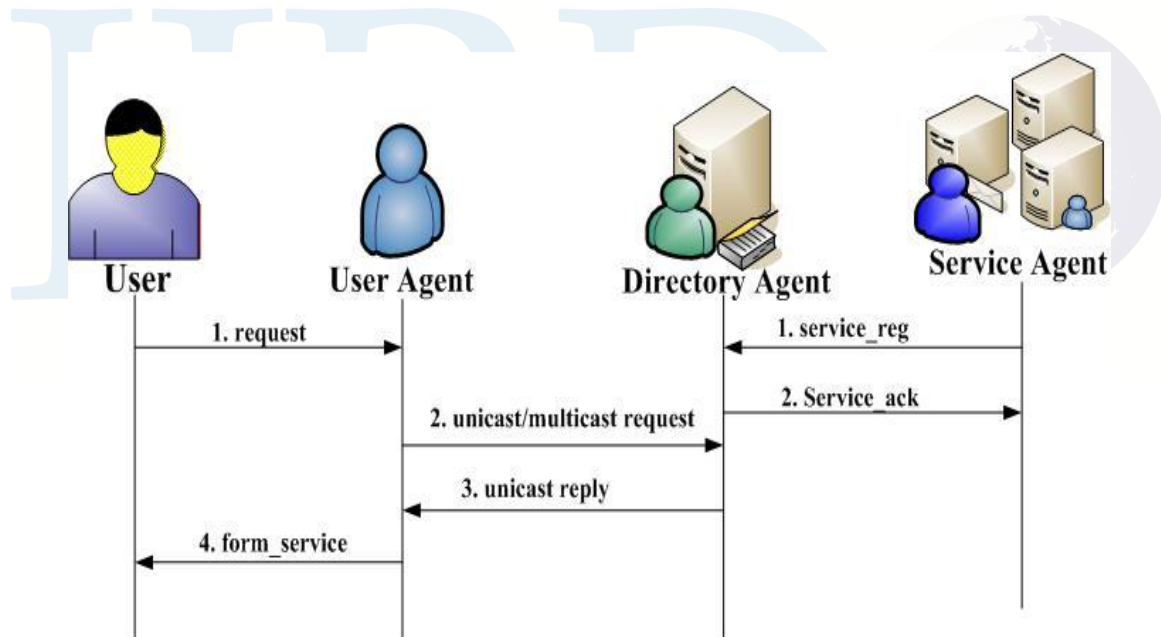 User
User Agent
Directory Agent
Service Agent
1. request
1. service_reg
2. Service_ack
2. unicast/multicast request
3. unicast reply
4. form_service